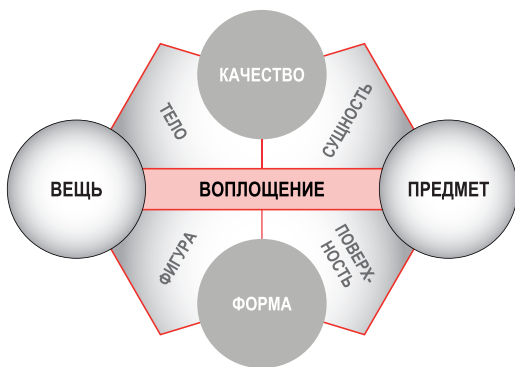 КАЧЕСТВО
ТЕЛО
СУЩНОСТЬ
ВЕЩЬ
ВОПЛОЩЕНИЕ
ПРЕДМЕТ
ФИГУРА
ПОВЕРХ-
НОСТЬ
ФОРМА